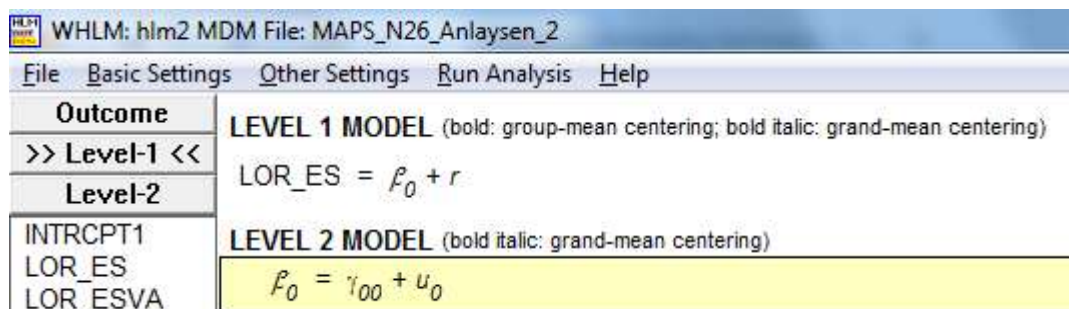 WHLM: hlm2 MDM File: MAPS_N26_Anlaysen_2
File Basic Settings Other Settings Run Analysis Help
Outcome
>> Level-1 <<
Level-2
INTRCPT1
LOR_ES
LOR_ESVA
LEVEL 1 MODEL (bold: group-mean centering; bold italic: grand-mean centering)
LOR_ES = β0 + r
LEVEL 2 MODEL (bold italic: grand-mean centering)
β0 = γ00 + u0